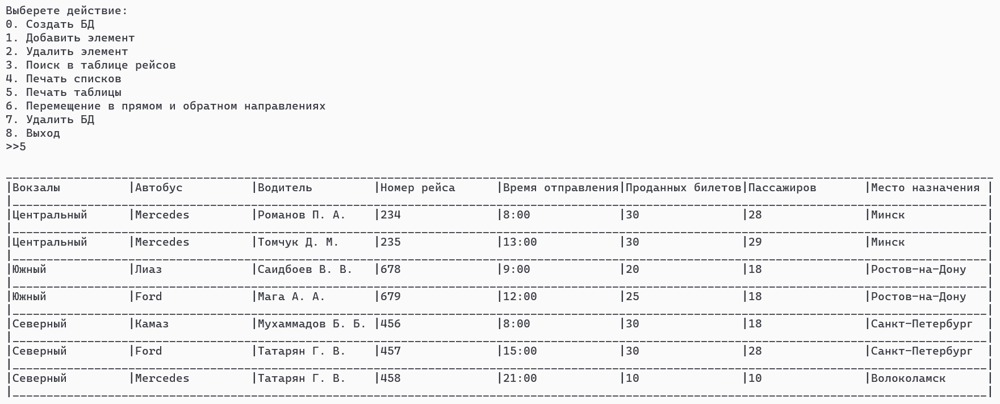 Выберете действие:
0. Создать БД
1. Добавить элемент
2. Удалить элемент
3. Поиск в таблице рейсов
4. Печать списков
5. Печать таблицы
6. Перемещение в прямом и обратном направлениях
7. Удалить БД
8. Выход
>>5
|Вокзалы |Автобус |Водитель |Номер рейса |Время отправления|Проданных билетов|Пассажиров |Место назначения |
|Центральный |Mercedes |Романов П. А. |234 |8:00 |30 |28 |Минск |
|Центральный |Mercedes |Томчук Д. М. |235 |13:00 |30 |29 |Минск |
|Южный |Лиаз |Саидбоев В. В. |678 |9:00 |20 |18 |Ростов-на-Дону |
|Южный |Ford |Мага А. А. |679 |12:00 |25 |18 |Ростов-на-Дону |
|Северный |Камаз |Мухаммадов Б. Б. |456 |8:00 |30 |18 |Санкт-Петербург |
|Северный |Ford |Татарян Г. В. |457 |15:00 |30 |28 |Санкт-Петербург |
|Северный |Mercedes |Татарян Г. В. |458 |21:00 |10 |10 |Волоколамск |